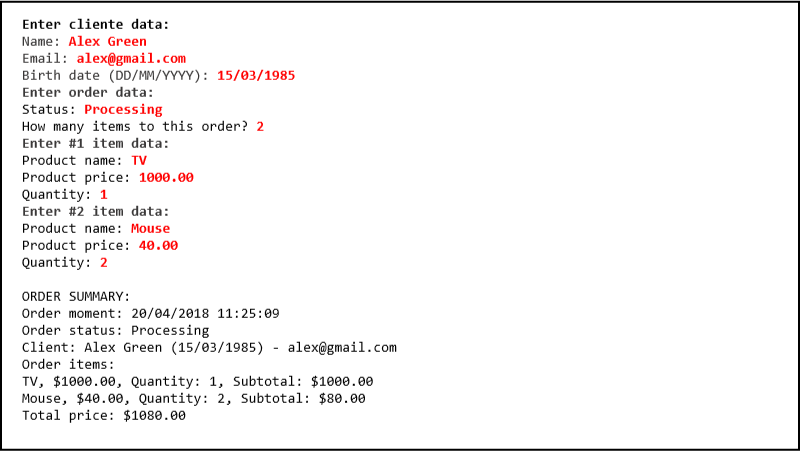 Enter cliente data:
Name: Alex Green
Email: alex@gmail.com
Birth date (DD/MM/YYYY): 15/03/1985
Enter order data:
Status: Processing
How many items to this order? 2
Enter #1 item data:
Product name: TV
Product price: 1000.00
Quantity: 1
Enter #2 item data:
Product name: Mouse
Product price: 40.00
Quantity: 2
ORDER SUMMARY:
Order moment: 20/04/2018 11:25:09
Order status: Processing
Client: Alex Green (15/03/1985) - alex@gmail.com
Order items:
TV, $1000.00, Quantity: 1, Subtotal: $1000.00
Mouse, $40.00, Quantity: 2, Subtotal: $80.00
Total price: $1080.00